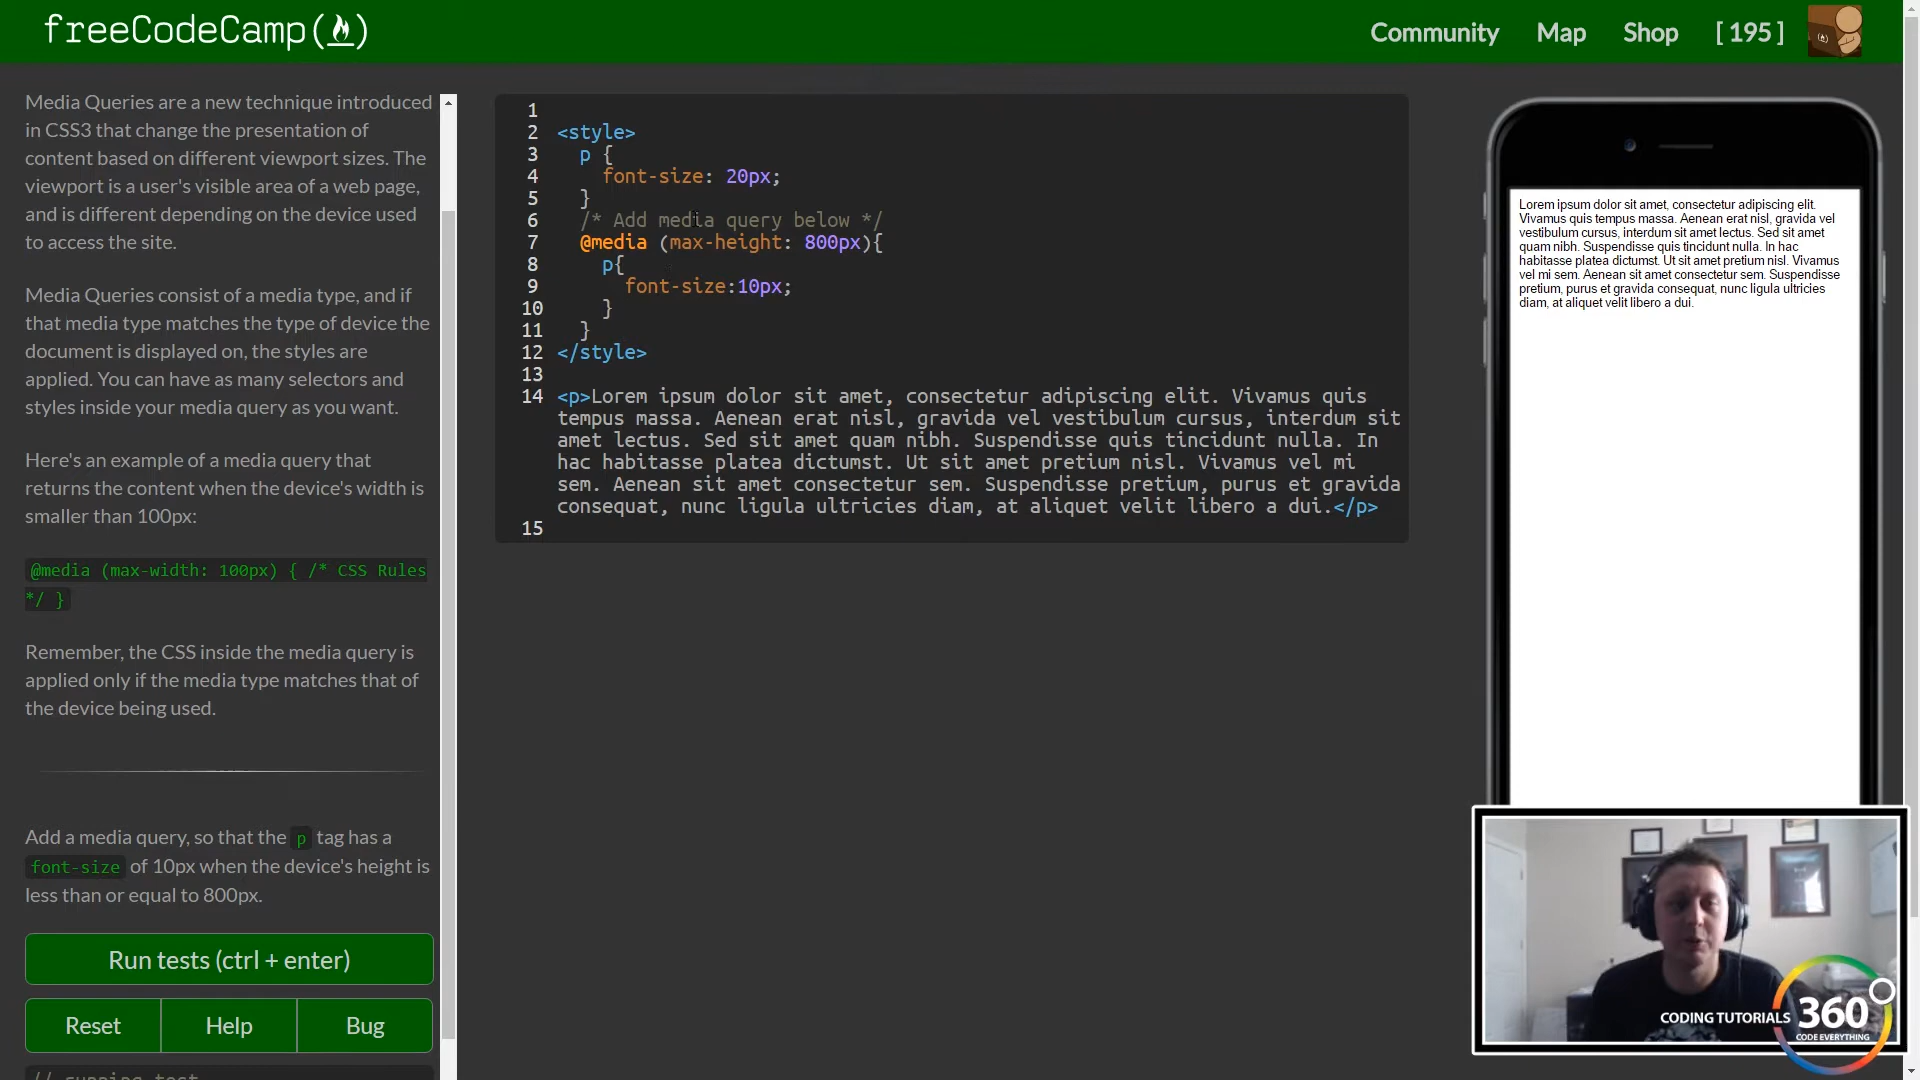 freeCodeCamp(🔥)
Community Map Shop [ 195 ]
Media Queries are a new technique introduced
in CSS3 that change the presentation of
content based on different viewport sizes. The
viewport is a user's visible area of a web page,
and is different depending on the device used
to access the site.
Media Queries consist of a media type, and if
that media type matches the type of device the
document is displayed on, the styles are
applied. You can have as many selectors and
styles inside your media query as you want.
Here's an example of a media query that
returns the content when the device's width is
smaller than 100px:
@media (max-width: 100px) { /* CSS Rules
*/ }
Remember, the CSS inside the media query is
applied only if the media type matches that of
the device being used.
Add a media query, so that the p tag has a
font-size of 10px when the device's height is
less than or equal to 800px.
Run tests (ctrl + enter)
Reset Help Bug
// running test
1
2 <style>
3 p {
4 font-size: 20px;
5 }
6 /* Add media query below */
7 @media (max-height: 800px){
8 p{
9 font-size:10px;
10 }
11 }
12 </style>
13
14 <p>Lorem ipsum dolor sit amet, consectetur adipiscing elit. Vivamus quis
tempus massa. Aenean erat nisl, gravida vel vestibulum cursus, interdum sit
amet lectus. Sed sit amet quam nibh. Suspendisse quis tincidunt nulla. In
hac habitasse platea dictumst. Ut sit amet pretium nisl. Vivamus vel mi
sem. Aenean sit amet consectetur sem. Suspendisse pretium, purus et gravida
consequat, nunc ligula ultricies diam, at aliquet velit libero a dui.</p>
15
Lorem ipsum dolor sit amet, consectetur adipiscing elit.
Vivamus quis tempus massa. Aenean erat nisl, gravida vel
vestibulum cursus, interdum sit amet lectus. Sed sit amet
quam nibh. Suspendisse quis tincidunt nulla. In hac
habitasse platea dictumst. Ut sit amet pretium nisl. Vivamus
vel mi sem. Aenean sit amet consectetur sem. Suspendisse
pretium, purus et gravida consequat, nunc ligula ultricies
diam, at aliquet velit libero a dui.
CODING TUTORIALS 360
CODE EVERYTHING